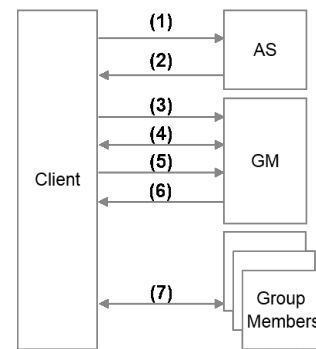 (1)
AS
(2)
(3)
(4)
Client
(5)
GM
(6)
(7)
Group
Members